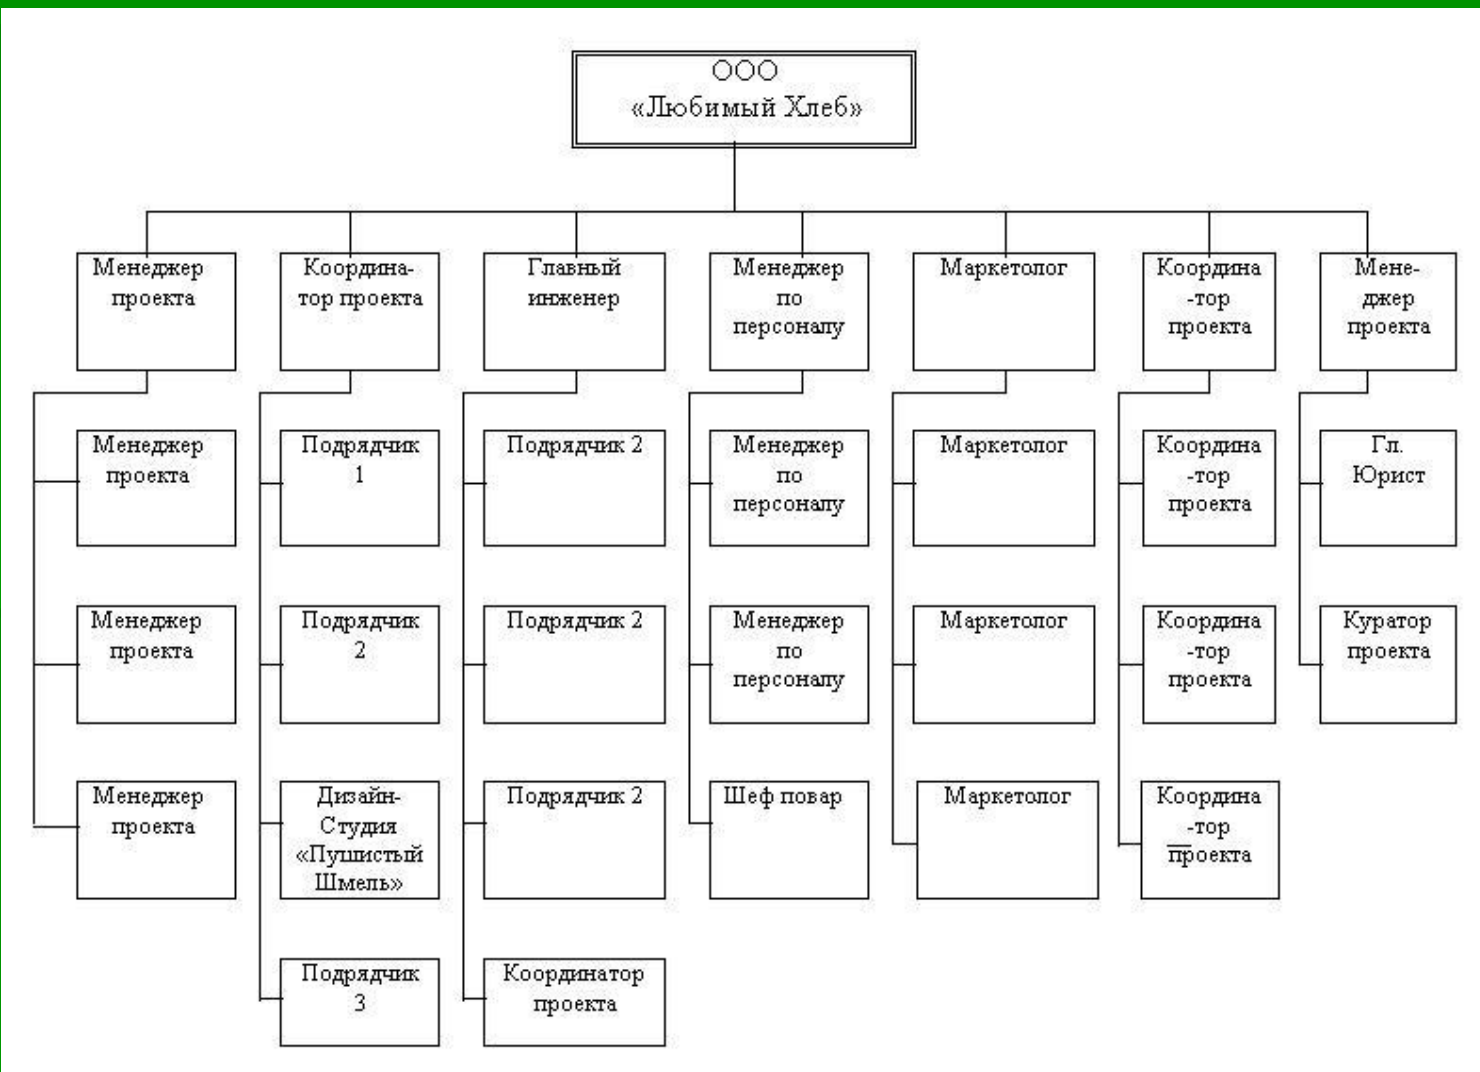 ООО
«Любимый Хлеб»
Менеджер
проекта
Координа-
тор проекта
Главный
инженер
Менеджер
по
персоналу
Маркетолог
Координа
-тор
проекта
Мене-
джер
проекта
Менеджер
проекта
Подрядчик
1
Подрядчик 2
Менеджер
по
персоналу
Маркетолог
Координа
-тор
проекта
Гл.
Юрист
Менеджер
проекта
Подрядчик
2
Подрядчик 2
Менеджер
по
персоналу
Маркетолог
Координа
-тор
проекта
Куратор
проекта
Менеджер
проекта
Дизайн-
Студия
«Пушистый
Шмель»
Подрядчик 2
Шеф повар
Маркетолог
Координа
-тор
проекта
Подрядчик
3
Координатор
проекта